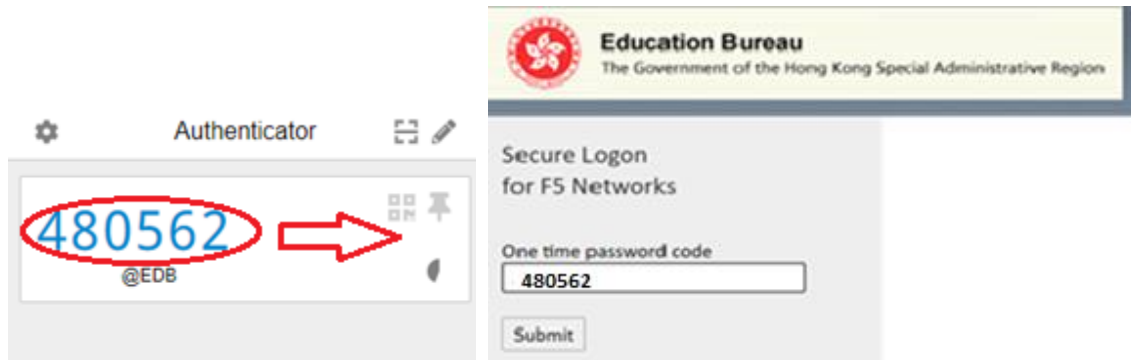 Authenticator
480562
@EDB
Education Bureau
The Government of the Hong Kong Special Administrative Region
Secure Logon
for F5 Networks
One time password code
480562
Submit